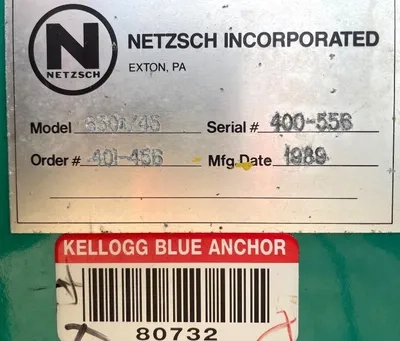 N
NETZSCH
NETZSCH INCORPORATED
EXTON, PA
Model Serial # 400-556
Order # 401-456 Mfg Date 1989
KELLOGG BLUE ANCHOR
80732